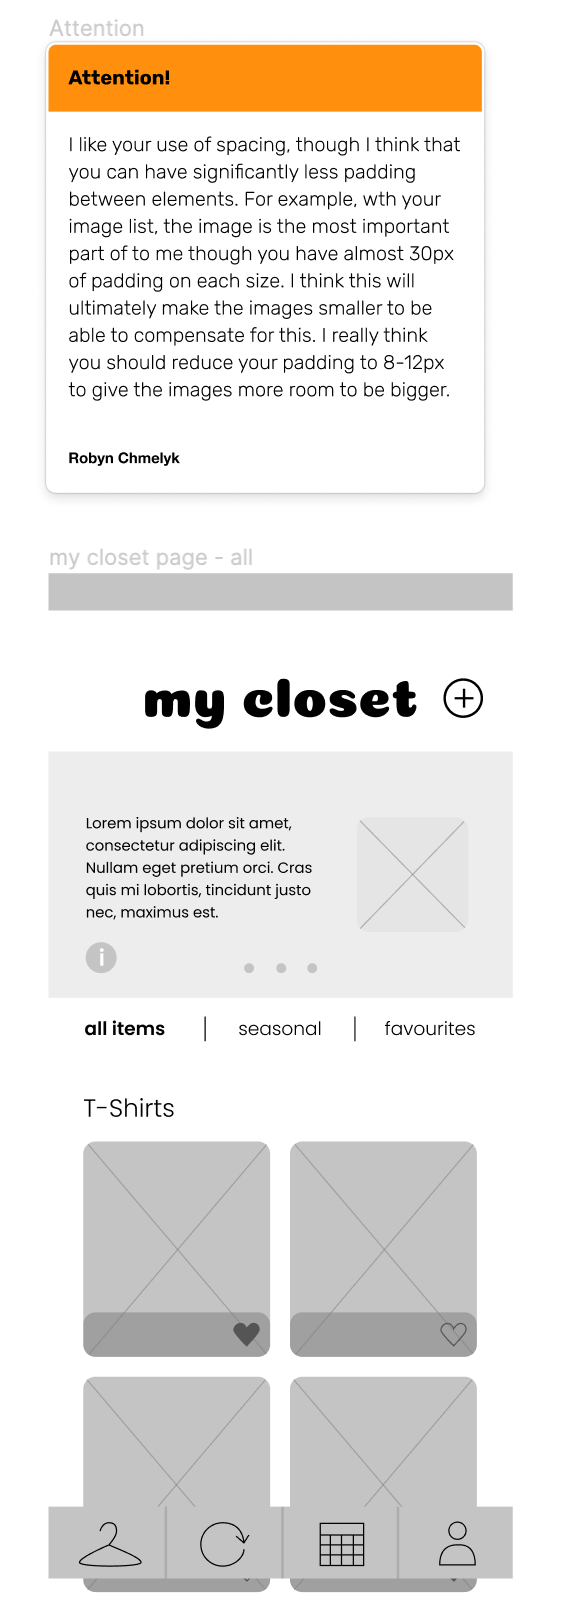 Attention
Attention!
I like your use of spacing, though I think that
you can have significantly less padding
between elements. For example, wth your
image list, the image is the most important
part of to me though you have almost 30px
of padding on each size. I think this will
ultimately make the images smaller to be
able to compensate for this. I really think
you should reduce your padding to 8-12px
to give the images more room to be bigger.
Robyn Chmelyk
my closet page - all
my closet
Lorem ipsum dolor sit amet,
consectetur adipiscing elit.
Nullam eget pretium orci. Cras
quis mi lobortis, tincidunt justo
nec, maximus est.
i
all items | seasonal | favourites
T-Shirts